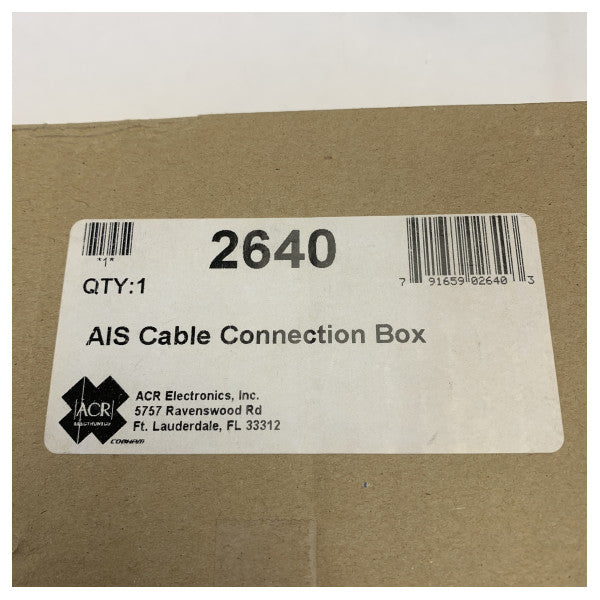 *1*
2640
QTY:1
7 91659 02640 3
AIS Cable Connection Box
ACR
ELECTRONICS
COBHAM
ACR Electronics, Inc.
5757 Ravenswood Rd
Ft. Lauderdale, FL 33312